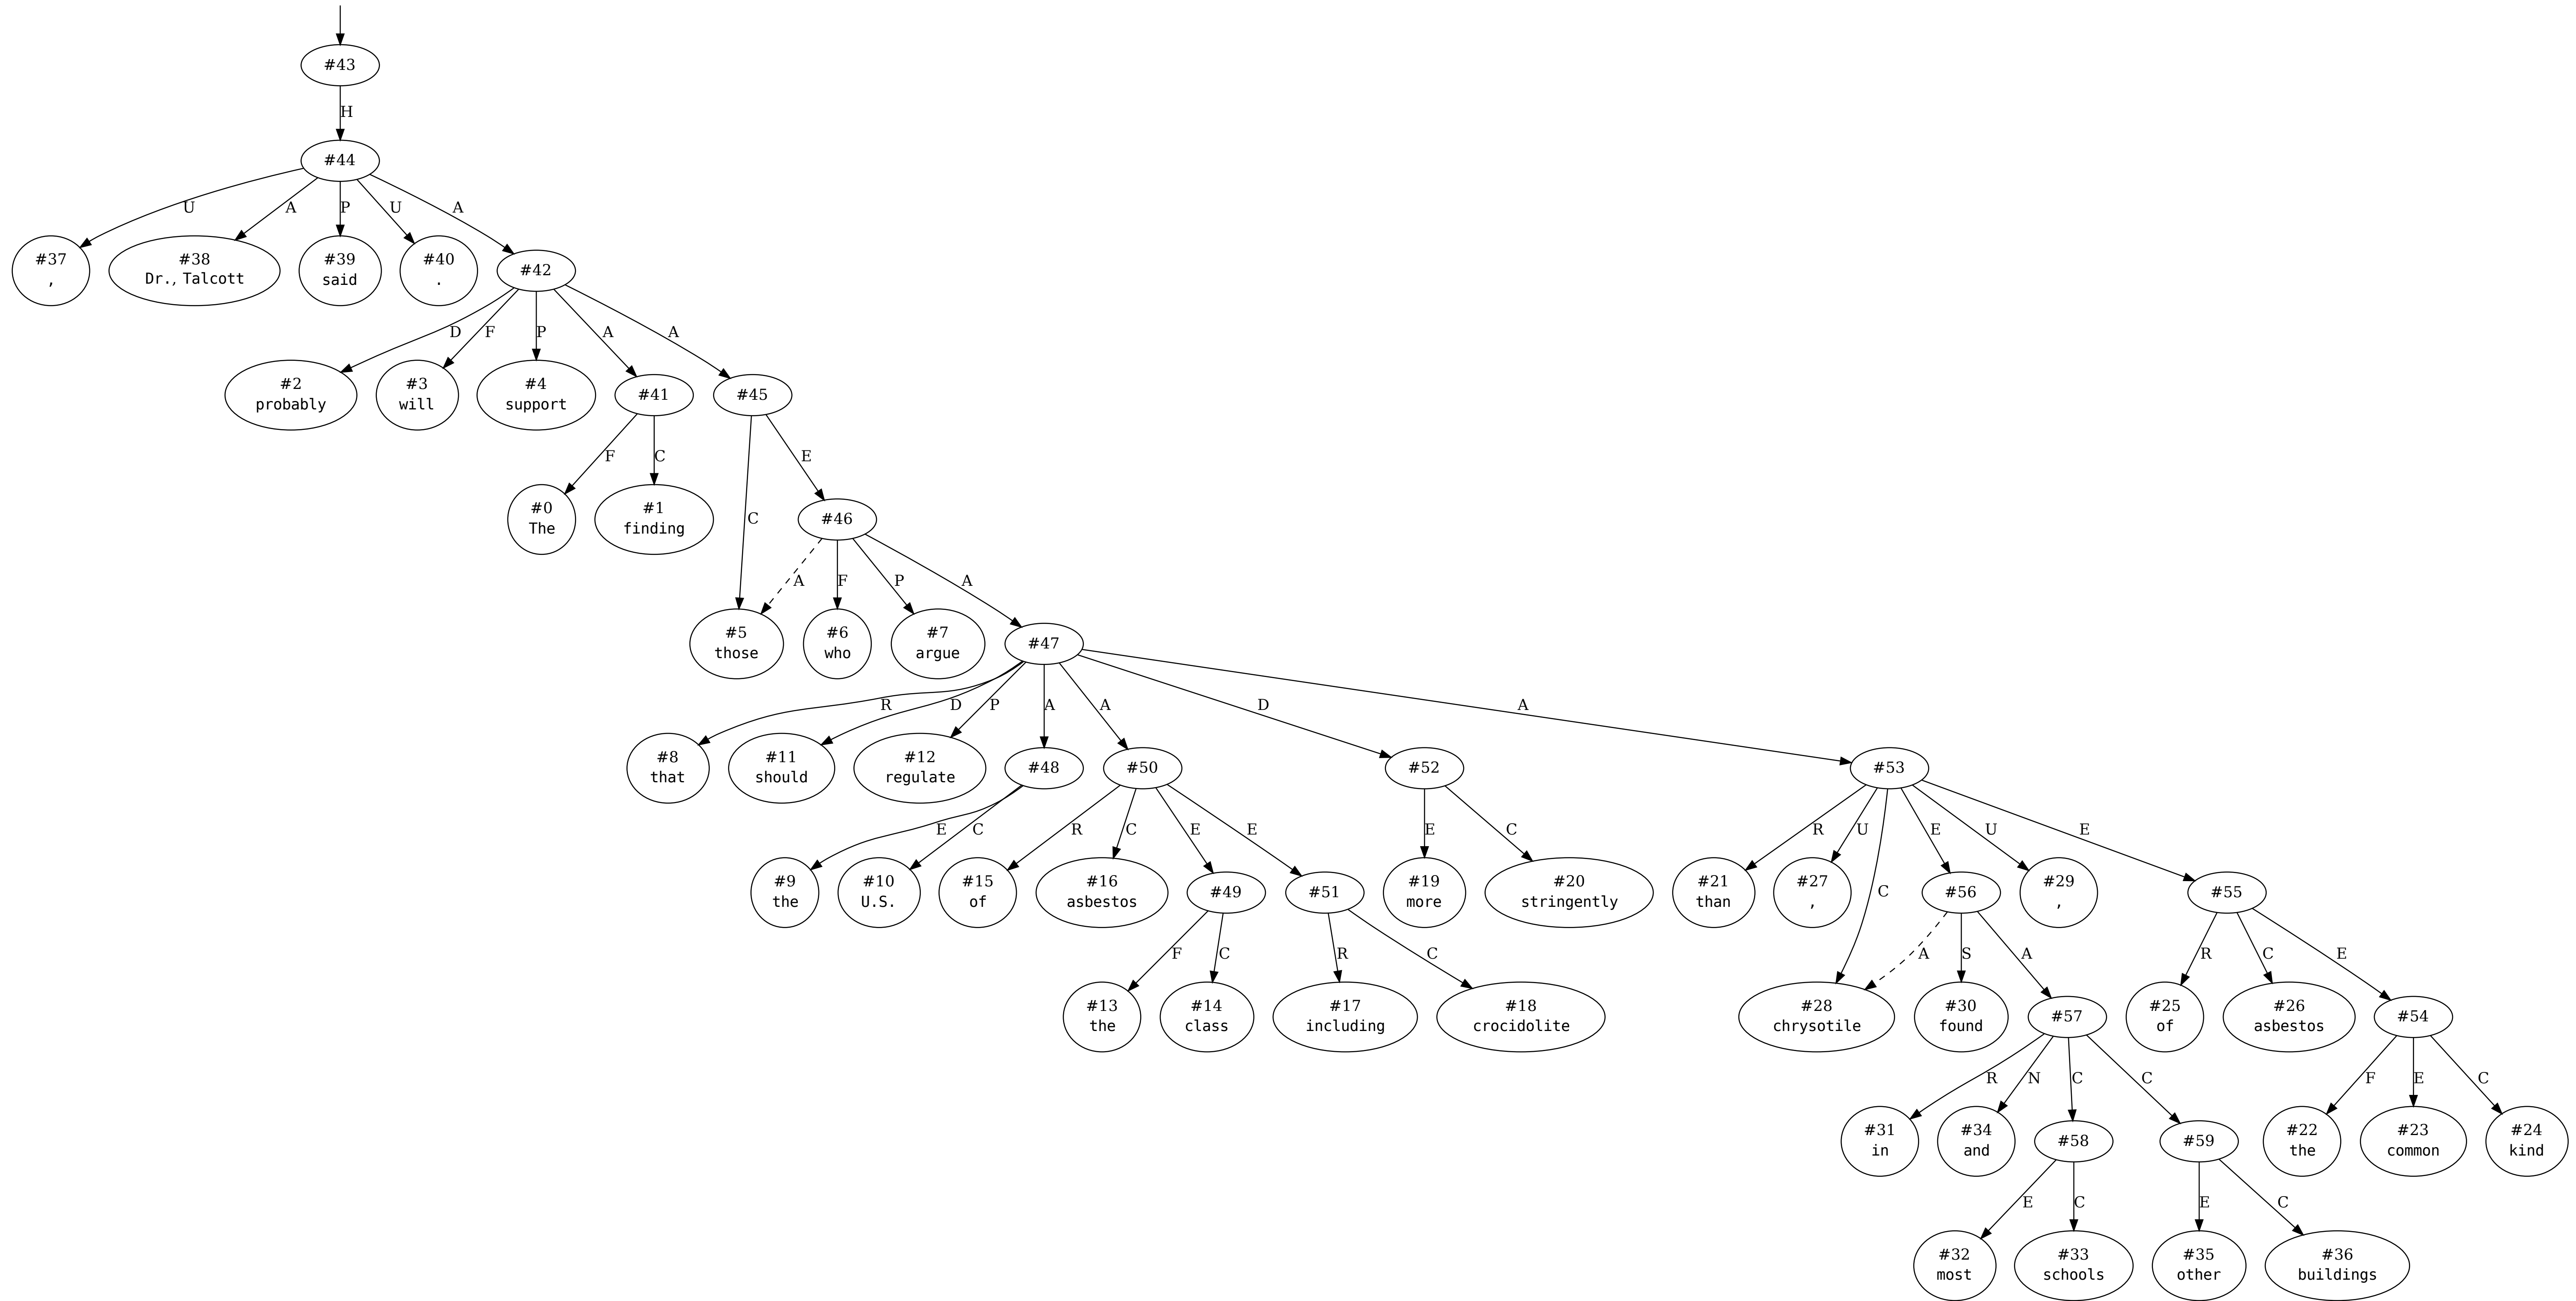 #43
H
#44
U A P U A
#37 #38 #39 #40 #42
, Dr., Talcott said .
D F P A A
#2 #3 #4 #41 #45
probably will support
F C C E
#0 #1 #46
The finding
A F P A
#5 #6 #7 #47
those who argue
R D P A A D A
#8 #11 #12 #48 #50 #52 #53
that should regulate
E C R C E E E C R U C E U E
#9 #10 #15 #16 #49 #51 #19 #20 #21 #27 #56 #29 #55
the U.S. of asbestos more stringently than , ,
F C R C A S A R C E
#13 #14 #17 #18 #28 #30 #57 #25 #26 #54
the class including crocidolite chrysotile found of asbestos
R N C C F E C
#31 #34 #58 #59 #22 #23 #24
in and the common kind
E C E C
#32 #33 #35 #36
most schools other buildings